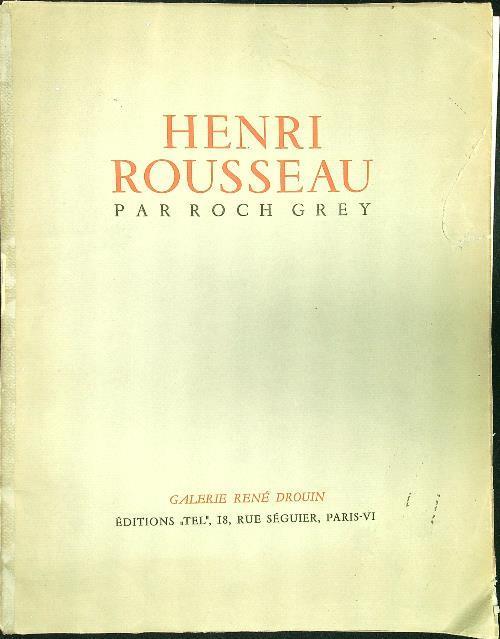 HENRI
ROUSSEAU
PAR ROCH GREY
GALERIE RENÉ DROUIN
ÉDITIONS „TEL", 18, RUE SÉGUIER, PARIS-VI